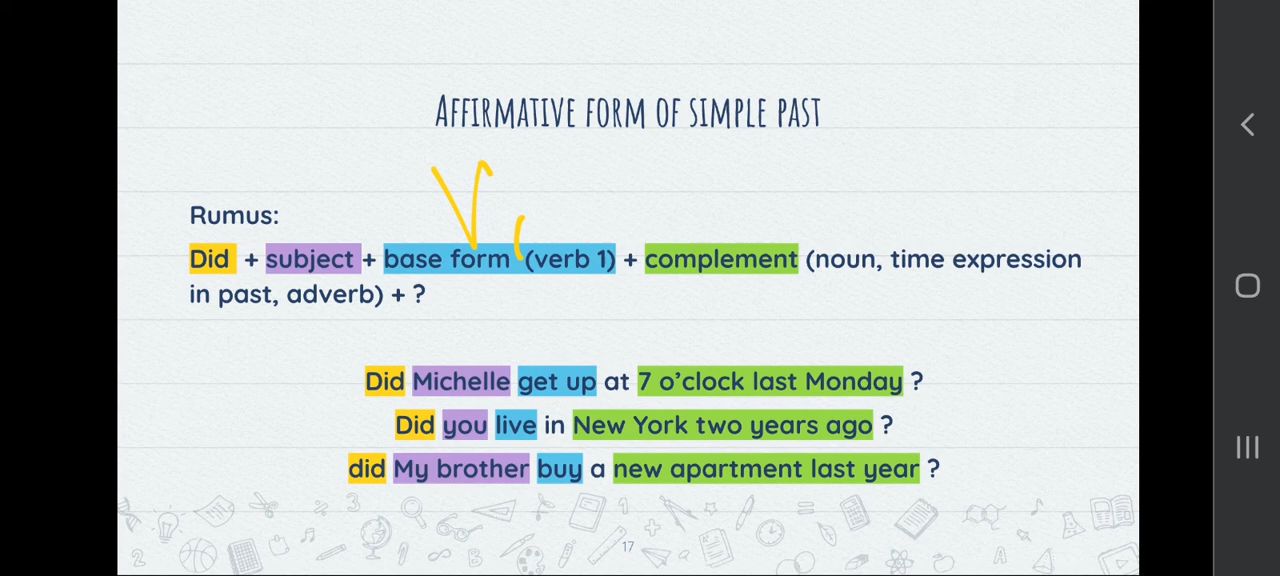 AFFIRMATIVE FORM OF SIMPLE PAST
Rumus:
Did + subject + base form (verb 1) + complement (noun, time expression
in past, adverb) + ?
Did Michelle get up at 7 o’clock last Monday ?
Did you live in New York two years ago ?
did My brother buy a new apartment last year ?
17